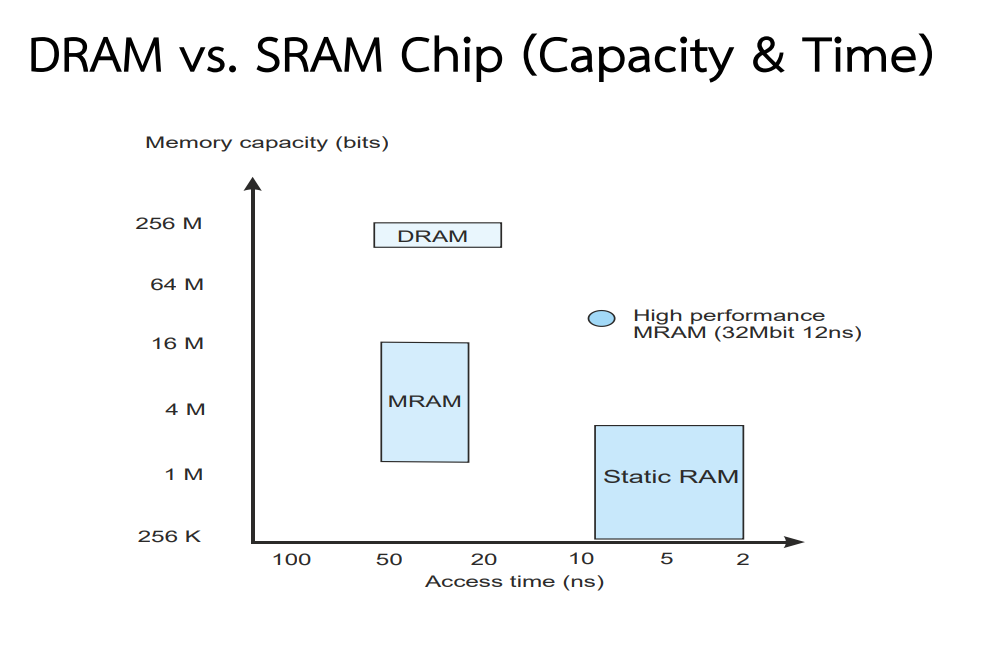 DRAM vs. SRAM Chip (Capacity & Time)
Memory capacity (bits)
256 M
DRAM
64 M
High performance
MRAM (32Mbit 12ns)
16 M
MRAM
4 M
Static RAM
1 M
256 K
100 50 20 10 5 2
Access time (ns)